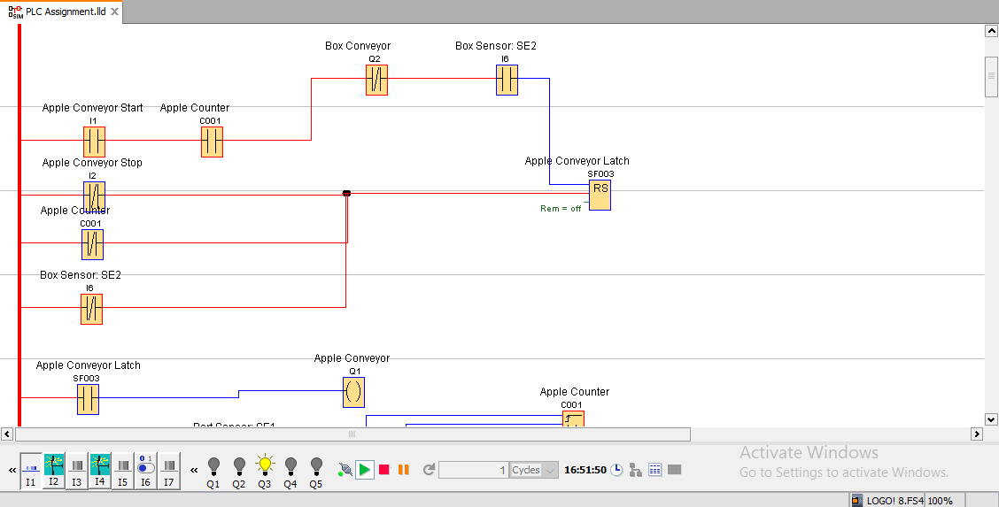 PLC Assignment.lld
Box Conveyor
Box Sensor: SE2
Q2
I6
Apple Conveyor Start
Apple Counter
I1
C001
Apple Conveyor Stop
Apple Conveyor Latch
I2
SF003
RS
Rem = off
Apple Counter
C001
Box Sensor: SE2
I6
Apple Conveyor Latch
Apple Conveyor
SF003
Q1
Apple Counter
C001
Part Sensor: SE1
Activate Windows
Go to Settings to activate Windows.
« I1 I2 I3 I4 I5 0 1 I6 I7 « Q1 Q2 Q3 Q4 Q5 1 Cycles 16:51:50
LOGO! 8.FS4 100%